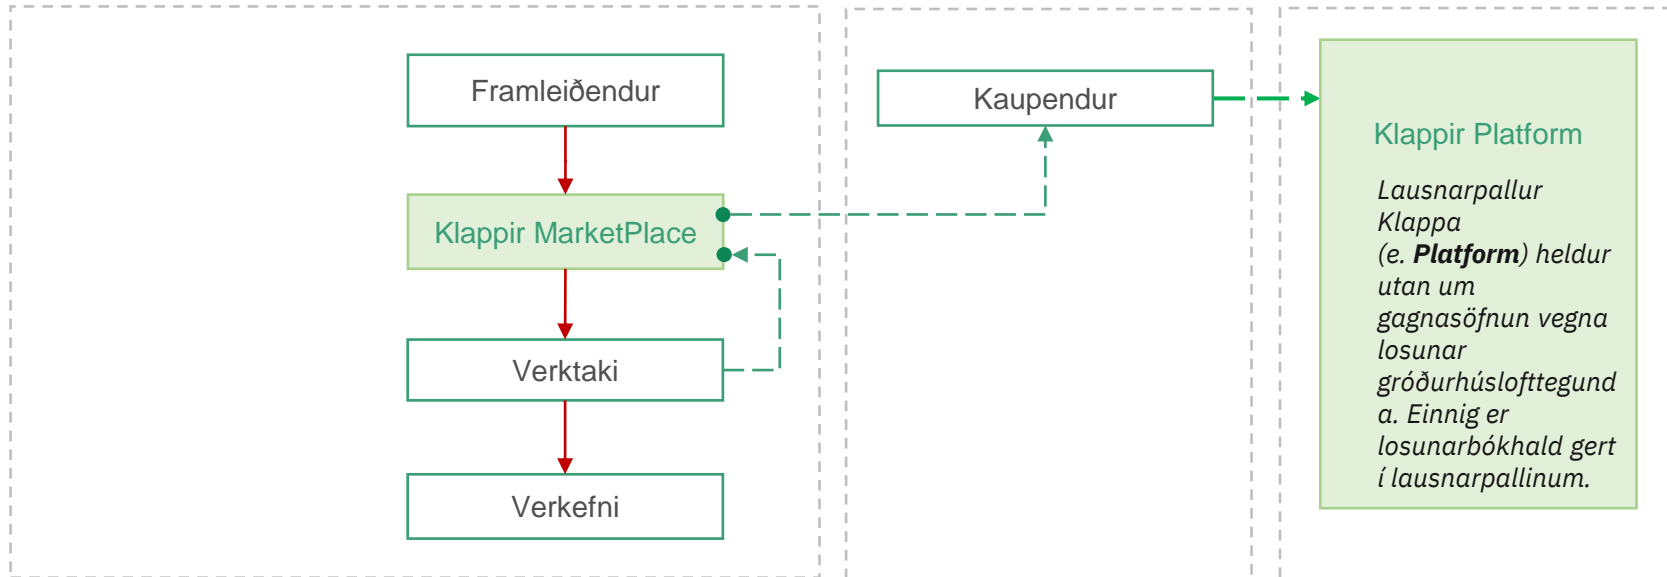 Framleiðendur
Klappir MarketPlace
Verktaki
Verkefni
Kaupendur
Klappir Platform
Lausnarpallur
Klappa
(e. Platform) heldur
utan um
gagnasöfnun vegna
losunar
gróðurhúslofttegund
a. Einnig er
losunarbókhald gert
í lausnarpallinum.